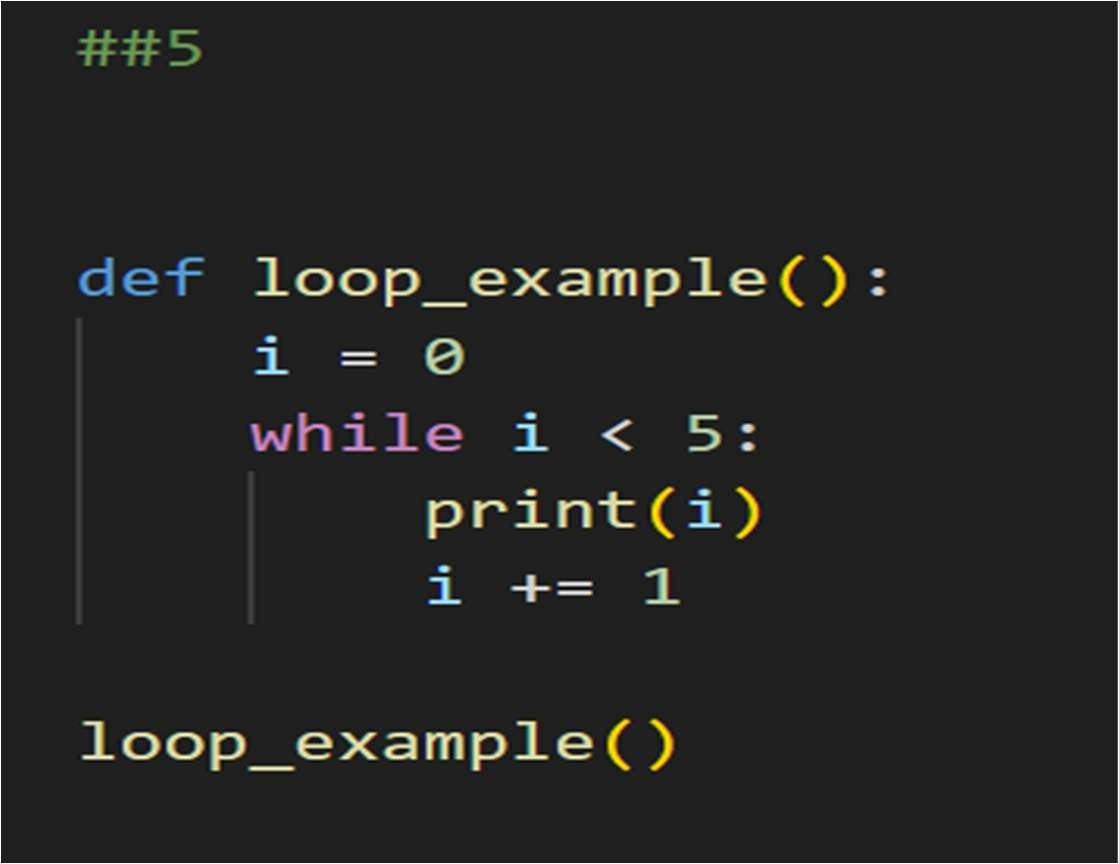 ##5
def loop_example():
    i = 0
    while i < 5:
        print(i)
        i += 1
loop_example()